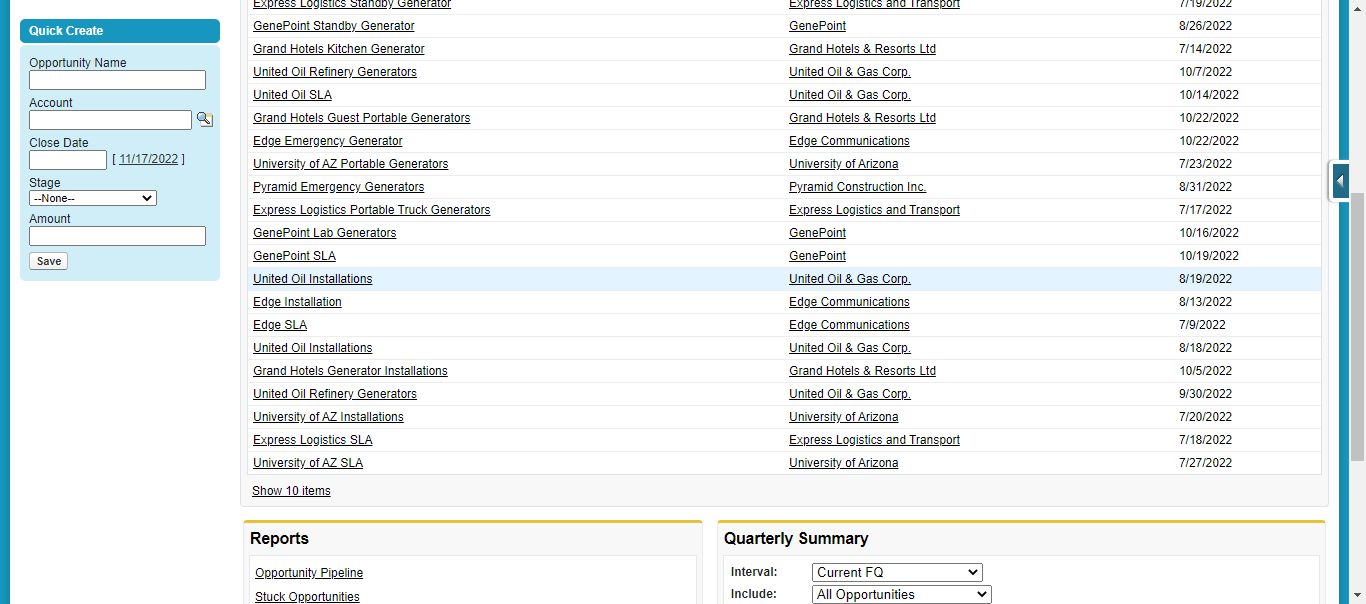 Quick Create
Opportunity Name
Account
Close Date
[ 11/17/2022 ]
Stage
--None--
Amount
Save
Express Logistics Standby Generator Express Logistics and Transport 7/19/2022
GenePoint Standby Generator GenePoint 8/26/2022
Grand Hotels Kitchen Generator Grand Hotels & Resorts Ltd 7/14/2022
United Oil Refinery Generators United Oil & Gas Corp. 10/7/2022
United Oil SLA United Oil & Gas Corp. 10/14/2022
Grand Hotels Guest Portable Generators Grand Hotels & Resorts Ltd 10/22/2022
Edge Emergency Generator Edge Communications 10/22/2022
University of AZ Portable Generators University of Arizona 7/23/2022
Pyramid Emergency Generators Pyramid Construction Inc. 8/31/2022
Express Logistics Portable Truck Generators Express Logistics and Transport 7/17/2022
GenePoint Lab Generators GenePoint 10/16/2022
GenePoint SLA GenePoint 10/19/2022
United Oil Installations United Oil & Gas Corp. 8/19/2022
Edge Installation Edge Communications 8/13/2022
Edge SLA Edge Communications 7/9/2022
United Oil Installations United Oil & Gas Corp. 8/18/2022
Grand Hotels Generator Installations Grand Hotels & Resorts Ltd 10/5/2022
United Oil Refinery Generators United Oil & Gas Corp. 9/30/2022
University of AZ Installations University of Arizona 7/20/2022
Express Logistics SLA Express Logistics and Transport 7/18/2022
University of AZ SLA University of Arizona 7/27/2022
Show 10 items
Reports
Opportunity Pipeline
Stuck Opportunities
Quarterly Summary
Interval: Current FQ
Include: All Opportunities